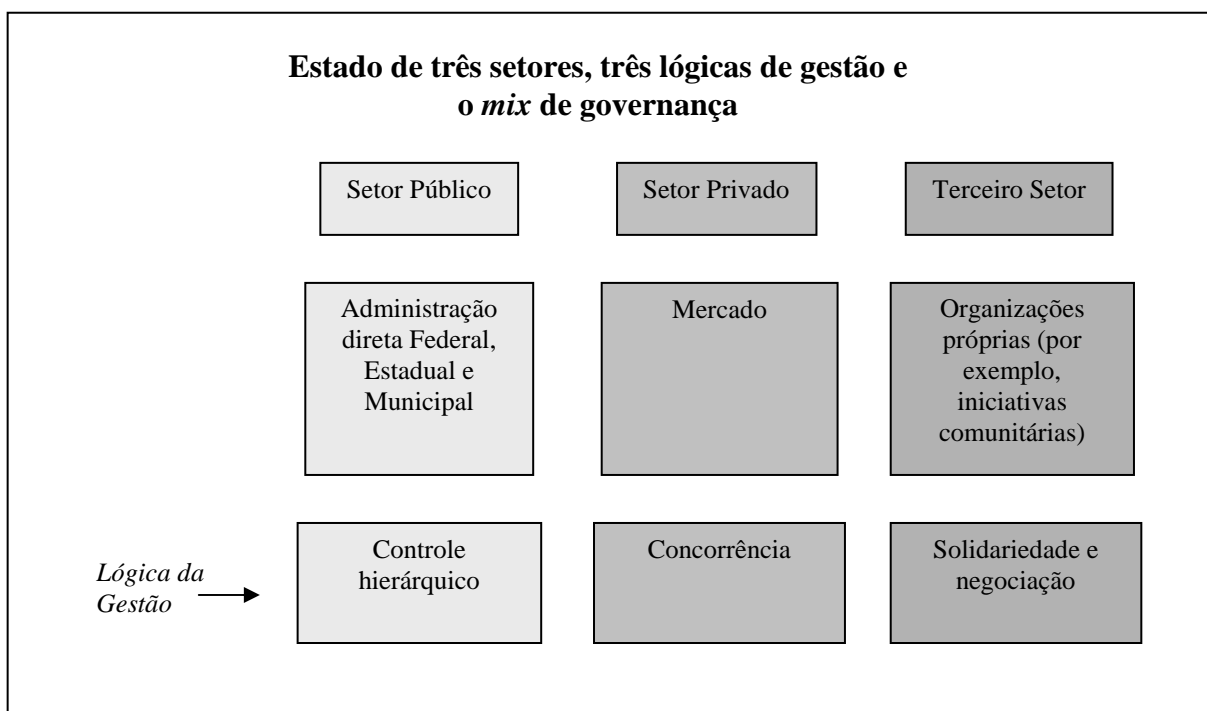 Estado de três setores, três lógicas de gestão e
o mix de governança
Setor Público
Setor Privado
Terceiro Setor
Administração
direta Federal,
Estadual e
Municipal
Mercado
Organizações
próprias (por
exemplo,
iniciativas
comunitárias)
Lógica da
Gestão
Controle
hierárquico
Concorrência
Solidariedade e
negociação